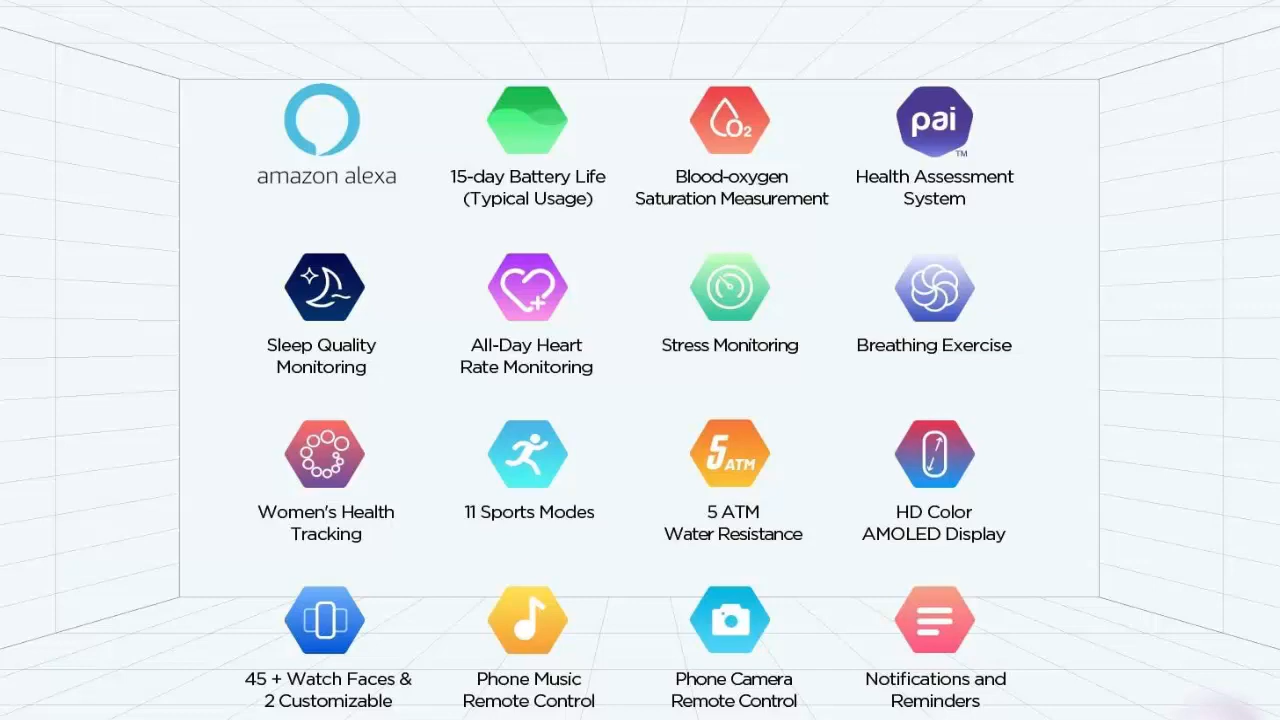 amazon alexa
15-day Battery Life
(Typical Usage)
O2
Blood-oxygen
Saturation Measurement
pai
TM
Health Assessment
System
Sleep Quality
Monitoring
All-Day Heart
Rate Monitoring
Stress Monitoring
Breathing Exercise
Women's Health
Tracking
11 Sports Modes
5 ATM
5 ATM
Water Resistance
HD Color
AMOLED Display
45 + Watch Faces &
2 Customizable
Phone Music
Remote Control
Phone Camera
Remote Control
Notifications and
Reminders